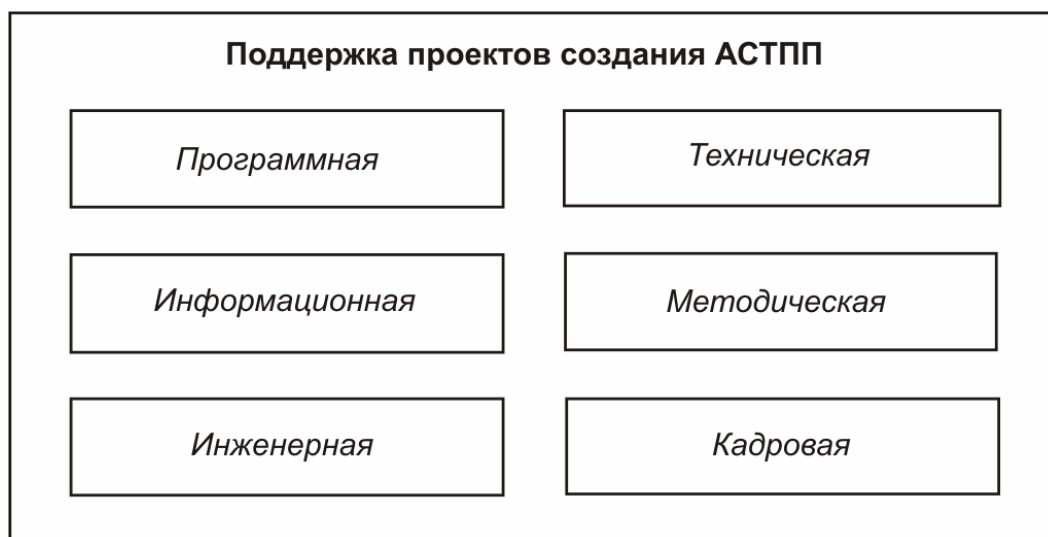 Поддержка проектов создания АСТПП
Программная
Техническая
Информационная
Методическая
Инженерная
Кадровая